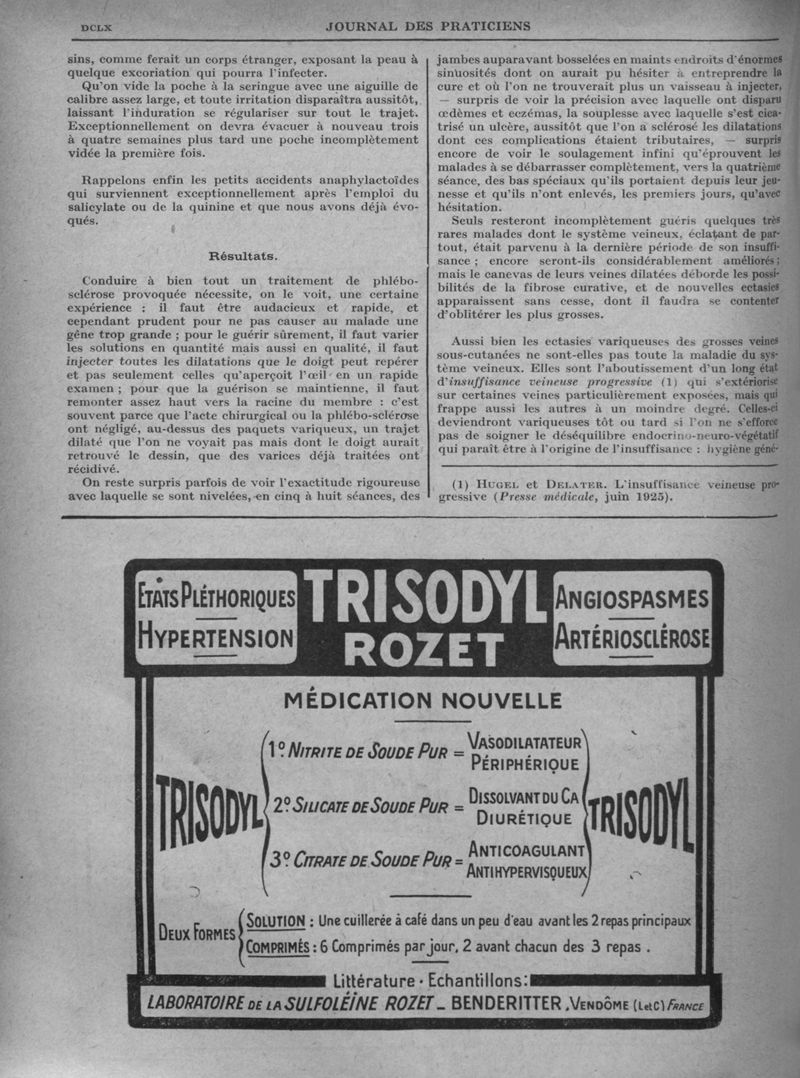 DCLX
JOURNAL DES PRATICIENS
sins, comme ferait un corps étranger, exposant la peau à
quelque excoriation qui pourra l'infecter.
Qu'on vide la poche à la seringue avec une aiguille de
calibre assez large, et toute irritation disparaîtra aussitôt,
laissant l'induration se régulariser sur tout le trajet.
Exceptionnellement on devra évacuer à nouveau trois
à quatre semaines plus tard une poche incomplètement
vidée la première fois.
Rappelons enfin les petits accidents anaphylactoïdes
qui surviennent exceptionnellement après l'emploi du
salicylate ou de la quinine et que nous avons déjà évo-
qués.
Résultats.
Conduire à bien tout un traitement de phlébo-
sclérose provoquée nécessite, on le voit, une certaine
expérience : il faut être audacieux et rapide, et
cependant prudent pour ne pas causer au malade une
gêne trop grande ; pour le guérir sûrement, il faut varier
les solutions en quantité mais aussi en qualité, il faut
injecter toutes les dilatations que le doigt peut repérer
et pas seulement celles qu'aperçoit l'œil en un rapide
examen ; pour que la guérison se maintienne, il faut
remonter assez haut vers la racine du membre : c'est
souvent parce que l'acte chirurgical ou la phlébo-sclérose
ont négligé, au-dessus des paquets variqueux, un trajet
dilaté que l'on ne voyait pas mais dont le doigt aurait
retrouvé le dessin, que des varices déjà traitées ont
récidivé.
On reste surpris parfois de voir l'exactitude rigoureuse
avec laquelle se sont nivelées, en cinq à huit séances, des
jambes auparavant bosselées en maints endroits d'énormes
sinuosités dont on aurait pu hésiter à entreprendre la
cure et où l'on ne trouverait plus un vaisseau à injecter,
— surpris de voir la précision avec laquelle ont disparu
œdèmes et eczémas, la souplesse avec laquelle s'est cica-
trisé un ulcère, aussitôt que l'on a sclérosé les dilatations
dont ces complications étaient tributaires, — surpris
encore de voir le soulagement infini qu'éprouvent les
malades à se débarrasser complètement, vers la quatrième
séance, des bas spéciaux qu'ils portaient depuis leur jeu-
nesse et qu'ils n'ont enlevés, les premiers jours, qu'avec
hésitation.
Seuls resteront incomplètement guéris quelques très
rares malades dont le système veineux, éclatant de par-
tout, était parvenu à la dernière période de son insuffi-
sance ; encore seront-ils considérablement améliorés ;
mais le canevas de leurs veines dilatées déborde les possi-
bilités de la fibrose curative, et de nouvelles ectasies
apparaissent sans cesse, dont il faudra se contenter
d'oblitérer les plus grosses.
Aussi bien les ectasies variqueuses des grosses veines
sous-cutanées ne sont-elles pas toute la maladie du sys-
tème veineux. Elles sont l'aboutissement d'un long état
d'insuffisance veineuse progressive (1) qui s'extériorise
sur certaines veines particulièrement exposées, mais qui
frappe aussi les autres à un moindre degré. Celles-ci
deviendront variqueuses tôt ou tard si l'on ne s'efforce
pas de soigner le déséquilibre endocrino-neuro-végétatif
qui paraît être à l'origine de l'insuffisance : hygiène géné-
(1) HUGEL et DELATER. L'insuffisance veineuse pro-
gressive (Presse médicale, juin 1925).
ETATS PLÉTHORIQUES
HYPERTENSION
TRISODYL
ROZET
ANGIOSPASMES
ARTÉRIOSCLÉROSE
MÉDICATION NOUVELLE
TRISODYL
1º NITRITE DE SOUDE PUR = VASODILATATEUR
PÉRIPHÉRIQUE
2º SILICATE DE SOUDE PUR = DISSOLVANT DU CA
DIURÉTIQUE
3º CITRATE DE SOUDE PUR = ANTICOAGULANT
ANTIHYPERVISQUEUX
TRISODYL
DEUX FORMES
SOLUTION : Une cuillerée à café dans un peu d'eau avant les 2 repas principaux
COMPRIMÉS : 6 Comprimés par jour, 2 avant chacun des 3 repas .
Littérature · Echantillons :
LABORATOIRE DE LA SULFOLÉÏNE ROZET _ BENDERITTER , VENDÔME (L et C) FRANCE